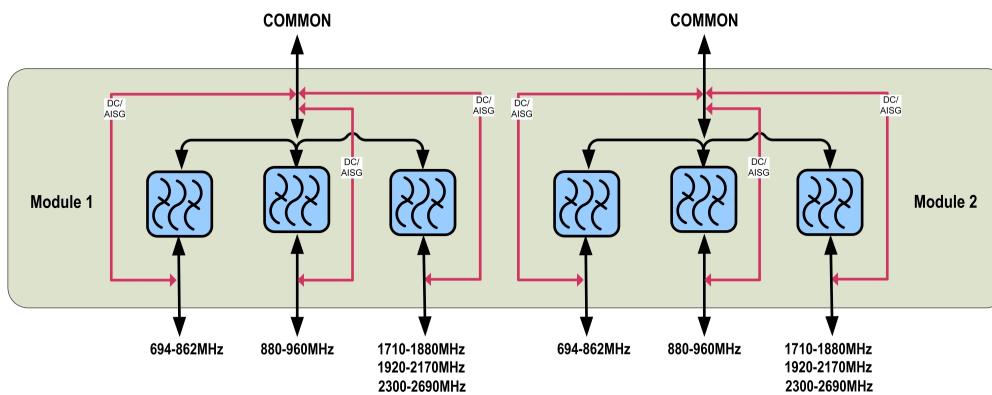 COMMON
COMMON
DC/
AISG
DC/
AISG
DC/
AISG
DC/
AISG
DC/
AISG
DC/
AISG
Module 1
Module 2
694-862MHz
880-960MHz
1710-1880MHz
1920-2170MHz
2300-2690MHz
694-862MHz
880-960MHz
1710-1880MHz
1920-2170MHz
2300-2690MHz